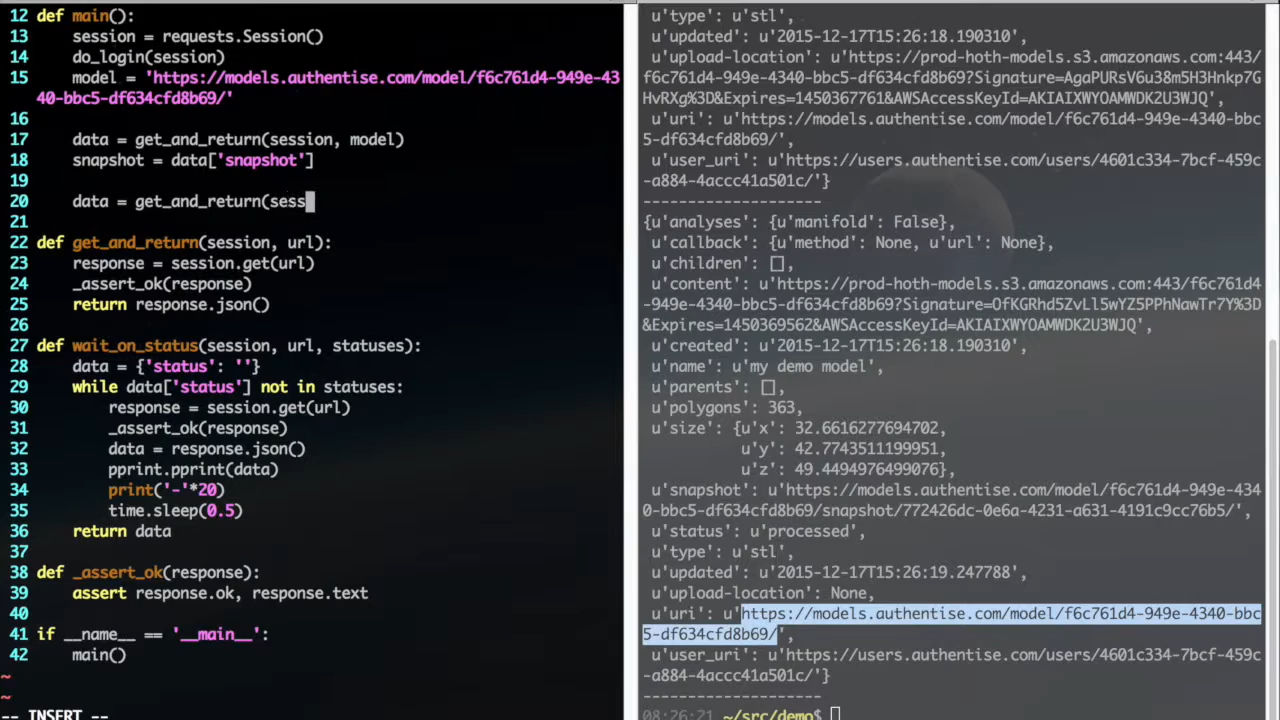 12 def main():
13     session = requests.Session()
14     do_login(session)
15     model = 'https://models.authentise.com/model/f6c761d4-949e-43
40-bbc5-df634cfd8b69/'
16
17     data = get_and_return(session, model)
18     snapshot = data['snapshot']
19
20     data = get_and_return(sess
21
22 def get_and_return(session, url):
23     response = session.get(url)
24     _assert_ok(response)
25     return response.json()
26
27 def wait_on_status(session, url, statuses):
28     data = {'status': ''}
29     while data['status'] not in statuses:
30         response = session.get(url)
31         _assert_ok(response)
32         data = response.json()
33         pprint.pprint(data)
34         print('-'*20)
35         time.sleep(0.5)
36     return data
37
38 def _assert_ok(response):
39     assert response.ok, response.text
40
41 if __name__ == '__main__':
42     main()
~
~
-- INSERT --
u'type': u'stl',
u'updated': u'2015-12-17T15:26:18.190310',
u'upload-location': u'https://prod-hoth-models.s3.amazonaws.com:443/
f6c761d4-949e-4340-bbc5-df634cfd8b69?Signature=AgaPURsV6u38m5H3Hnkp7G
HvRXg%3D&Expires=1450367761&AWSAccessKeyId=AKIAIXWYOAMWDK2U3WJQ',
u'uri': u'https://models.authentise.com/model/f6c761d4-949e-4340-bbc
5-df634cfd8b69/',
u'user_uri': u'https://users.authentise.com/users/4601c334-7bcf-459c
-a884-4accc41a501c/'}
--------------------
{u'analyses': {u'manifold': False},
u'callback': {u'method': None, u'url': None},
u'children': [],
u'content': u'https://prod-hoth-models.s3.amazonaws.com:443/f6c761d4
-949e-4340-bbc5-df634cfd8b69?Signature=OfKGRhd5ZvLl5wYZ5PPhNawTr7Y%3D
&Expires=1450369562&AWSAccessKeyId=AKIAIXWYOAMWDK2U3WJQ',
u'created': u'2015-12-17T15:26:18.190310',
u'name': u'my demo model',
u'parents': [],
u'polygons': 363,
u'size': {u'x': 32.6616277694702,
u'y': 42.7743511199951,
u'z': 49.4494976499076},
u'snapshot': u'https://models.authentise.com/model/f6c761d4-949e-434
0-bbc5-df634cfd8b69/snapshot/772426dc-0e6a-4231-a631-4191c9cc76b5/',
u'status': u'processed',
u'type': u'stl',
u'updated': u'2015-12-17T15:26:19.247788',
u'upload-location': None,
u'uri': u'https://models.authentise.com/model/f6c761d4-949e-4340-bbc
5-df634cfd8b69/',
u'user_uri': u'https://users.authentise.com/users/4601c334-7bcf-459c
-a884-4accc41a501c/'}
--------------------
08:26:21 ~/src/demo$